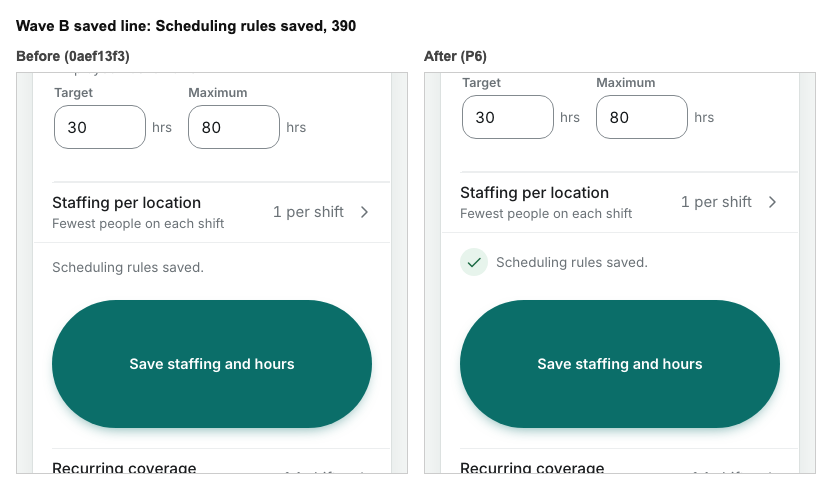 Wave B saved line: Scheduling rules saved, 390
Before (0aef13f3)
Target
Maximum
30
hrs
80
hrs
Staffing per location
Fewest people on each shift
1 per shift
Scheduling rules saved.
Save staffing and hours
Recurring coverage
After (P6)
Target
Maximum
30
hrs
80
hrs
Staffing per location
Fewest people on each shift
1 per shift
Scheduling rules saved.
Save staffing and hours
Recurring coverage